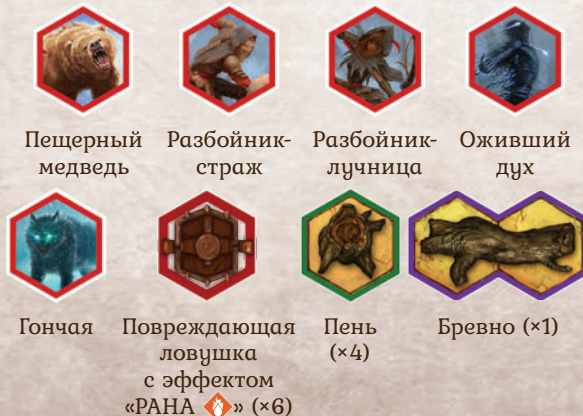 Пещерный Разбойник- Разбойник- Оживший
медведь страж лучница дух
Гончая Повреждающая Пень Бревно (×1)
ловушка (×4)
с эффектом
«РАНА » (×6)